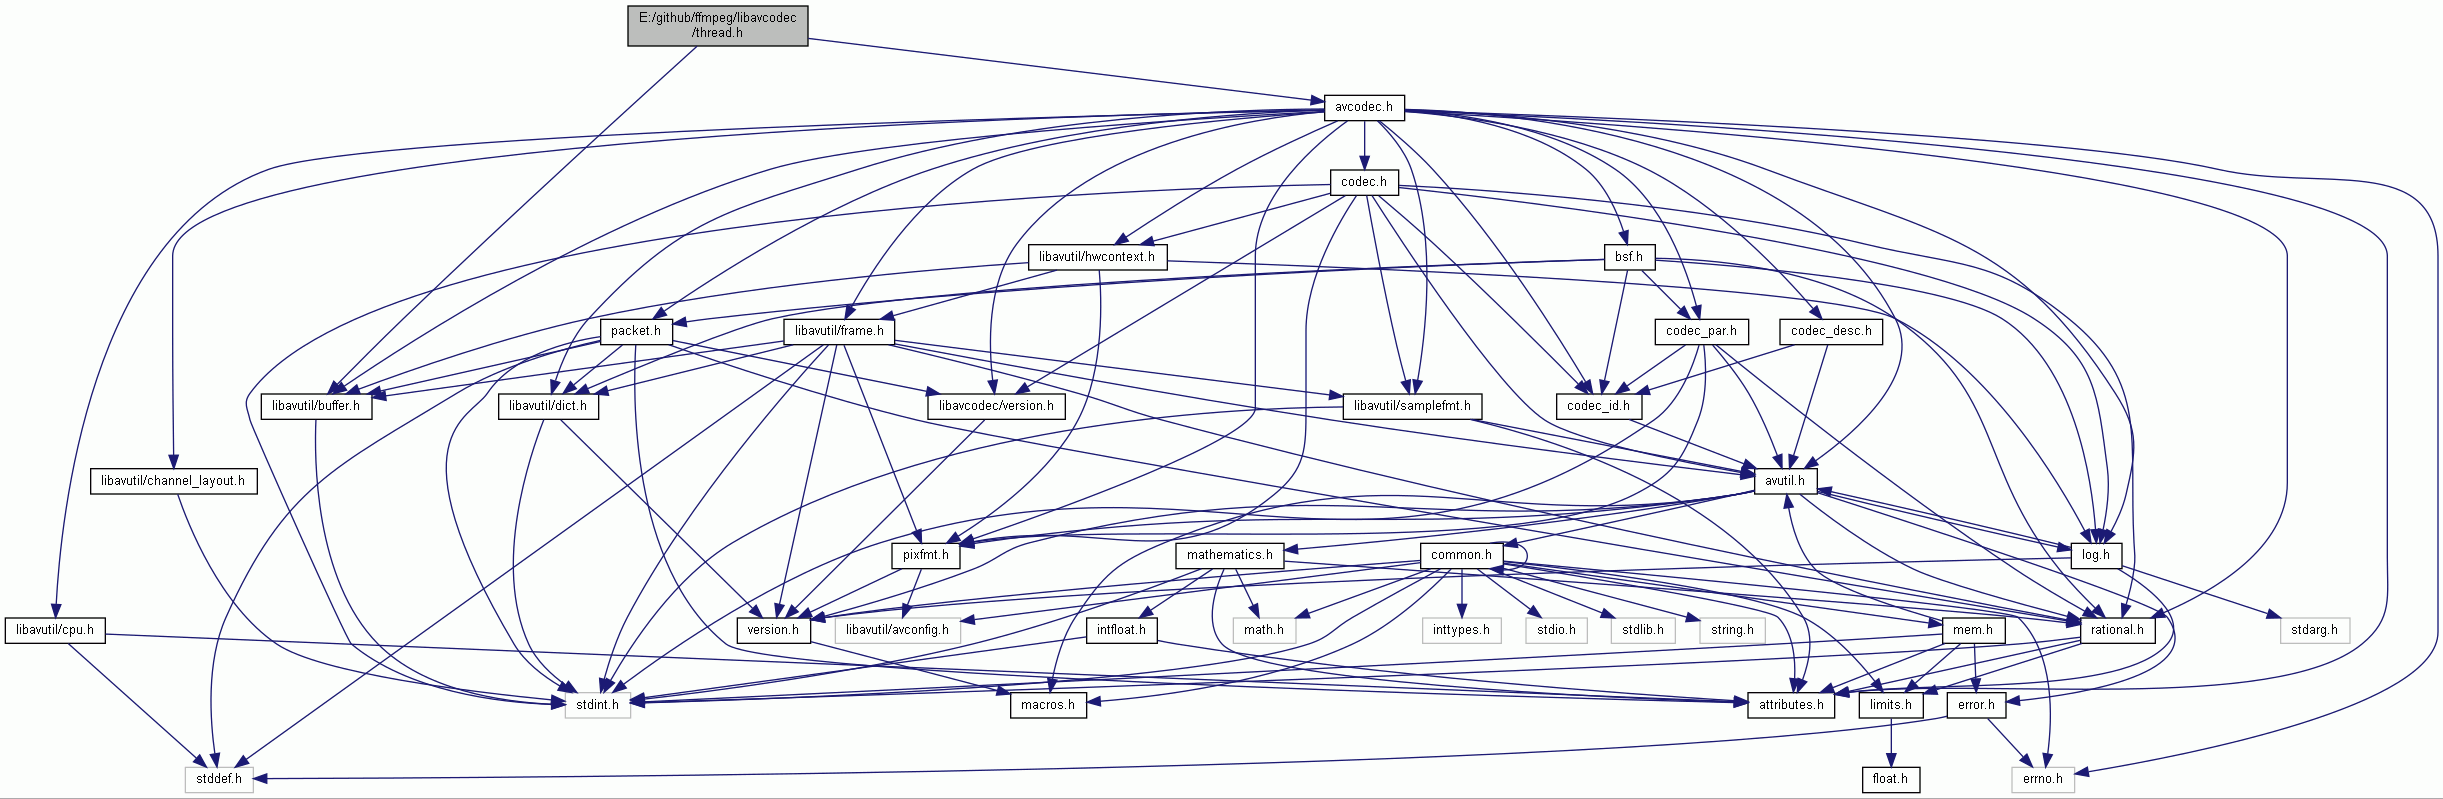 E:/github/ffmpeg/libavcodec
/thread.h
avcodec.h
codec.h
libavutil/hwcontext.h
bsf.h
packet.h
libavutil/frame.h
codec_par.h
codec_desc.h
libavutil/buffer.h
libavutil/dict.h
libavcodec/version.h
libavutil/samplefmt.h
codec_id.h
libavutil/channel_layout.h
avutil.h
pixfmt.h
mathematics.h
common.h
log.h
libavutil/cpu.h
version.h
libavutil/avconfig.h
intfloat.h
math.h
inttypes.h
stdio.h
stdlib.h
string.h
mem.h
rational.h
stdarg.h
stdint.h
macros.h
attributes.h
limits.h
error.h
stddef.h
float.h
errno.h